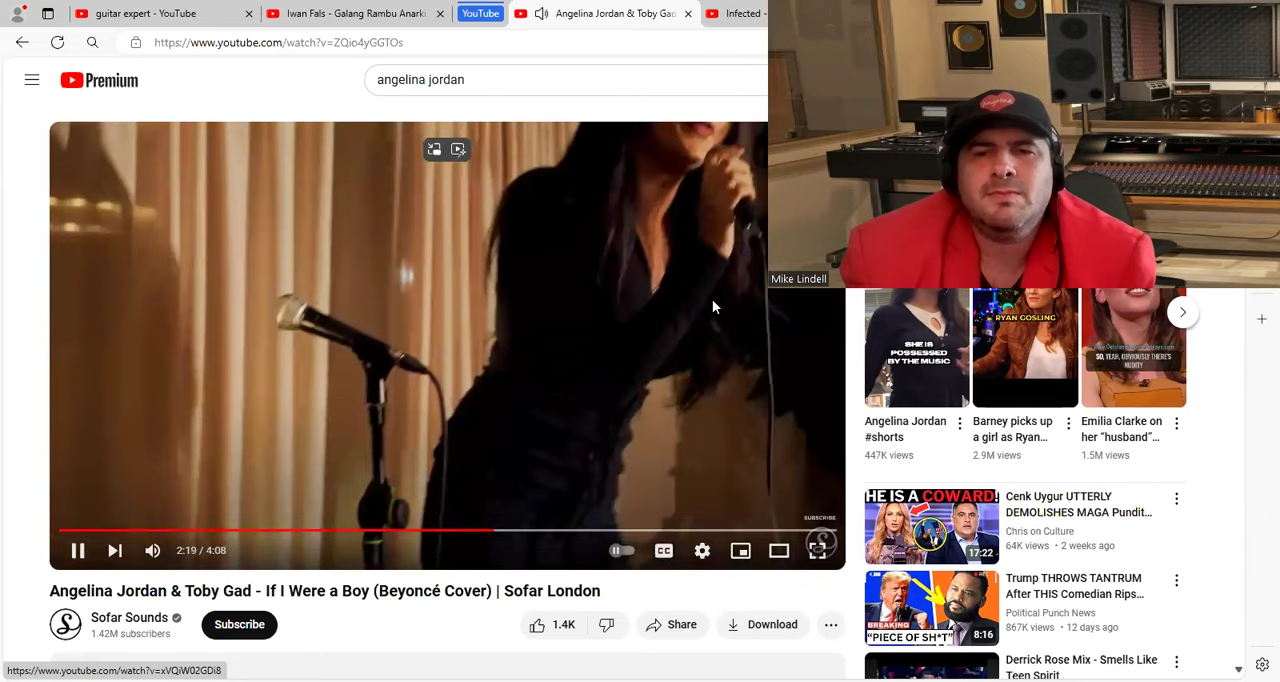 guitar expert - YouTube
Iwan Fals - Galang Rambu Anarki
YouTube
Angelina Jordan & Toby Gad
Infected -
https://www.youtube.com/watch?v=ZQio4yGGTOs
Premium
angelina jordan
Mike Lindell
SHE IS
POSSESSED
BY THE MUSIC
RYAN GOSLING
SO, YEAH, OBVIOUSLY THERE'S
NUDITY
Angelina Jordan
#shorts
447K views
Barney picks up
a girl as Ryan...
2.9M views
Emilia Clarke on
her "husband"...
1.5M views
SUBSCRIBE
2:19 / 4:08
CC
HE IS A COWARD!
17:22
Cenk Uygur UTTERLY
DEMOLISHES MAGA Pundit...
Chris on Culture
64K views • 2 weeks ago
BREAKING
"PIECE OF SH*T"
8:16
Trump THROWS TANTRUM
After THIS Comedian Rips...
Political Punch News
867K views • 12 days ago
Derrick Rose Mix - Smells Like
Teen Spirit
Angelina Jordan & Toby Gad - If I Were a Boy (Beyoncé Cover) | Sofar London
Sofar Sounds
1.42M subscribers
Subscribe
1.4K
Share
Download
https://www.youtube.com/watch?v=xVQjW02GDi8